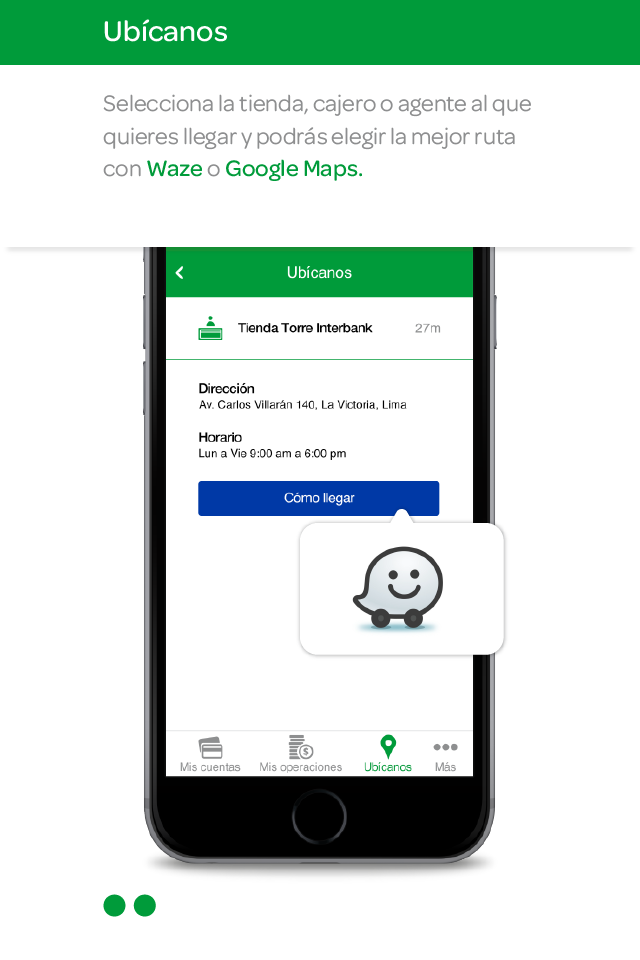 Ubícanos
Selecciona la tienda, cajero o agente al que
quieres llegar y podrás elegir la mejor ruta
con Waze o Google Maps.
Ubícanos
Tienda Torre Interbank 27m
Dirección
Av. Carlos Villarán 140, La Victoria, Lima
Horario
Lun a Vie 9:00 am a 6:00 pm
Cómo llegar
$
Mis cuentas Mis operaciones Ubícanos Más